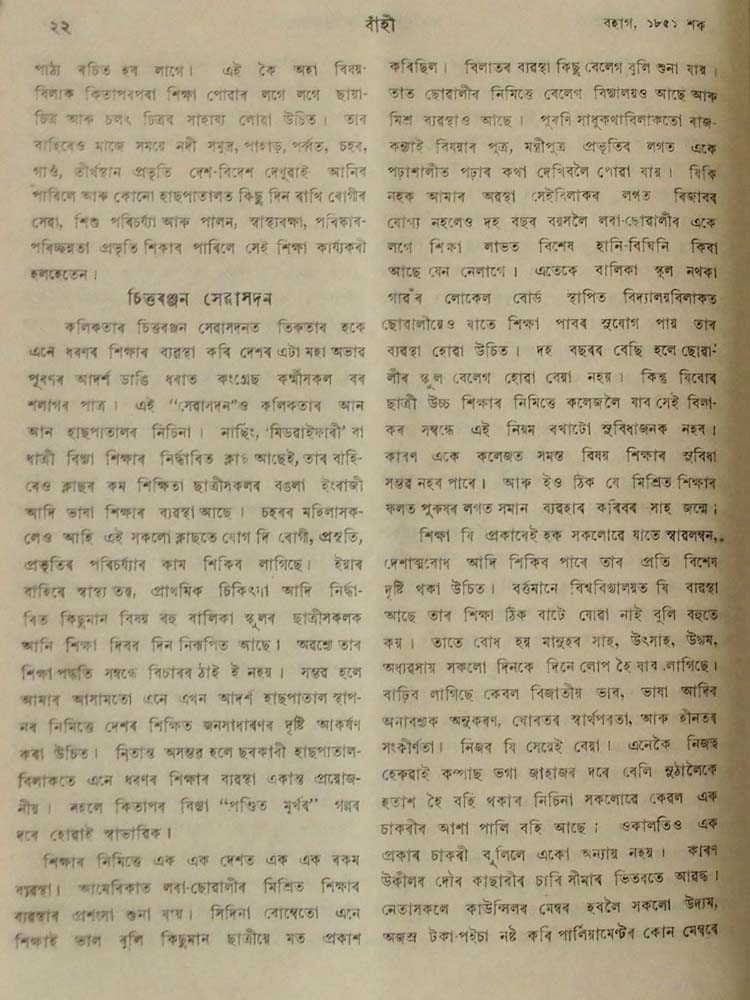 ২২
বাঁহী
বহাগ, ১৮৫১ শক
পাঠ্য ৰচিত হব লাগে। এই কৈ অহা বিষয়-
বিলাক কিতাপৰপৰা শিক্ষা পোৱাৰ লগে লগে ছায়া-
চিত্ৰ আৰু চলৎ চিত্ৰৰ সাহায্য লোৱা উচিত। তাৰ
বাহিৰেও মাজে সময়ে নদী সমুদ্ৰ, পাহাড়, পৰ্ব্বত, চহৰ,
গাওঁ, তীৰ্থস্থান প্ৰভৃতি দেশ-বিদেশ দেখুৱাই আনিব
পাৰিলে আৰু কোনো হাছপাতালত কিছু দিন ৰাখি ৰোগীৰ
সেৱা, শিশু পৰিচৰ্য্যা আৰু পালন, স্বাস্থ্যৰক্ষা, পৰিষ্কাৰ-
পৰিচ্ছন্নতা প্ৰভৃতি শিকাব পাৰিলে সেই শিক্ষা কাৰ্য্যকৰী
হলহেতেন।
চিত্তৰঞ্জন সেৱাসদন
কলিকতাৰ চিত্তৰঞ্জন সেৱাসদনত তিৰুতাৰ হকে
এনে ধৰণৰ শিক্ষাৰ ব্যৱস্থা কৰি দেশৰ এটা মহা অভাৱ
পূৰণৰ আদৰ্শ ডাঙি ধৰাত কংগ্ৰেছ কৰ্ম্মীসকল বৰ
শলাগৰ পাত্ৰ। এই “সেৱাসদন”ও কলিকতাৰ আন
আন হাছপাতালৰ নিচিনা। নাৰ্ছিং, ‘মিডৱাইফাৰী’ বা
ধাত্ৰী বিদ্যা শিক্ষাৰ নিৰ্দ্ধাৰিত ক্লাছ আছেই, তাৰ বাহি-
ৰেও ক্লাছৰ কম শিক্ষিতা ছাত্ৰীসকলৰ বঙলা ইংৰাজী
আদি ভাষা শিক্ষাৰ ব্যৱস্থা আছে। চহৰৰ মহিলাসক-
লেও আহি এই সকলো ক্লাছতে যোগ দি ৰোগী, প্ৰসূতি,
প্ৰভৃতিৰ পৰিচৰ্য্যাৰ কাম শিকিব লাগিছে। ইয়াৰ
বাহিৰে স্বাস্থ্য তত্ত্ব, প্ৰাথমিক চিকিৎসা আদি নিৰ্দ্ধা-
ৰিত কিছুমান বিষয় বহু বালিকা স্কুলৰ ছাত্ৰীসকলক
আনি শিক্ষা দিবৰ দিন নিৰূপিত আছে। অৱশ্যে তাৰ
শিক্ষা পদ্ধতি সম্বন্ধে বিচাৰৰ ঠাই ই নহয়। সম্ভৱ হলে
আমাৰ আসামতো এনে এখন আদৰ্শ হাছপাতাল স্থাপ-
নৰ নিমিত্তে দেশৰ শিক্ষিত জনসাধাৰণৰ দৃষ্টি আকৰ্ষণ
কৰা উচিত। নিতান্ত অসম্ভৱ হলে ছৰকাৰী হাছপাতাল-
বিলাকতে এনে ধৰণৰ শিক্ষাৰ ব্যৱস্থা একান্ত প্ৰয়োজ-
নীয়। নহলে কিতাপৰ বিদ্যা “পণ্ডিত মূৰ্খৰ” গল্পৰ
দৰে হোৱাই স্বাভাৱিক।
শিক্ষাৰ নিমিত্তে এক এক দেশত এক এক ৰকম
ব্যৱস্থা। আমেৰিকাত লৰা-ছোৱালীৰ মিশ্ৰিত শিক্ষাৰ
ব্যৱস্থাৰ প্ৰশংসা শুনা যায়। সিদিনা বোম্বেতো এনে
শিক্ষাই ভাল বুলি কিছুমান ছাত্ৰীয়ে মত প্ৰকাশ
কৰিছিল। বিলাতৰ ব্যৱস্থা কিছু বেলেগ বুলি শুনা যায়।
তাত ছোৱালীৰ নিমিত্তে বেলেগ বিদ্যালয়ও আছে আৰু
মিশ্ৰ ব্যৱস্থাও আছে। পুৰণি সাধুকথাবিলাকতো ৰাজ-
কন্যাই বিষয়াৰ পুত্ৰ, মন্ত্ৰীপুত্ৰ প্ৰভৃতিৰ লগত একে
পঢ়াশালীত পঢ়াৰ কথা দেখিবলৈ পোৱা যায়। যিকি
নহক আমাৰ অৱস্থা সেইবিলাকৰ লগত ৰিজাবৰ
যোগ্য নহলেও দহ বছৰ বয়সলৈ লৰা-ছোৱালীৰ একে
লগে শিক্ষা লাভত বিশেষ হানি-বিঘিনি কিবা
আছে যেন নেলাগে। এতেকে বালিকা স্কুল নথকা
গাৱঁৰ লোকেল বোৰ্ড স্থাপিত বিদ্যালয়বিলাকত
ছোৱালীয়েও যাতে শিক্ষা পাবৰ সুযোগ পায় তাৰ
ব্যৱস্থা হোৱা উচিত। দহ বছৰৰ বেছি হলে ছোৱা-
লীৰ স্কুল বেলেগ হোৱা বেয়া নহয়। কিন্তু যিবোৰ
ছাত্ৰী উচ্চ শিক্ষাৰ নিমিত্তে কলেজলৈ যাব সেই বিলা-
কৰ সম্বন্ধে এই নিয়ম ৰখাটো সুবিধাজনক নহব।
কাৰণ একে কলেজত সমস্ত বিষয় শিক্ষাৰ সুবিধা
সম্ভৱ নহব পাৰে। আৰু ইও ঠিক যে মিশ্ৰিত শিক্ষাৰ
ফলত পুৰুষৰ লগত সমান ব্যৱহাৰ কৰিবৰ সাহ জন্মে;
শিক্ষা যি প্ৰকাৰেই হক সকলোৱে যাতে স্বাৱলম্বন,
দেশাত্মবোধ আদি শিকিব পাৰে তাৰ প্ৰতি বিশেষ
দৃষ্টি থকা উচিত। বৰ্ত্তমানে বিশ্ববিদ্যালয়ত যি ব্যৱস্থা
আছে তাৰ শিক্ষা ঠিক বাটে যোৱা নাই বুলি বহুতে
কয়। তাতে বোধ হয় মানুহৰ সাহ, উৎসাহ, উদ্যম,
অধ্যৱসায় সকলো দিনকে দিনে লোপ হৈ যাব লাগিছে।
বাঢ়িব লাগিছে কেৱল বিজাতীয় ভাব, ভাষা আদিৰ
অনাৱশ্যক অনুকৰণ, ঘোৰতৰ স্বাৰ্থপৰতা, আৰু হীনতৰ
সংকীৰ্ণতা। নিজৰ যি সেয়েই বেয়া। এনেকৈ নিজত্ব
হেৰুৱাই কম্পাছ ভগা জাহাজৰ দৰে বেলি নুঠালৈকে
হতাশ হৈ বহি থকাৰ নিচিনা সকলোৱে কেৱল এক
চাকৰীৰ আশা পালি বহি আছে; ওকালতিও এক
প্ৰকাৰ চাকৰী বুলিলে একো অন্যায় নহয়। কাৰণ
উকীলৰ দৌৰ কাছাৰীৰ চাৰি সীমাৰ ভিতৰতে আৱদ্ধ।
নেতাসকলে কাউন্সিলৰ মেম্বৰ হবলৈ সকলো উদ্যম,
অজস্ৰ টকা-পইচা নষ্ট কৰি পাৰ্লিয়ামেন্টৰ কোন মেম্বৰে